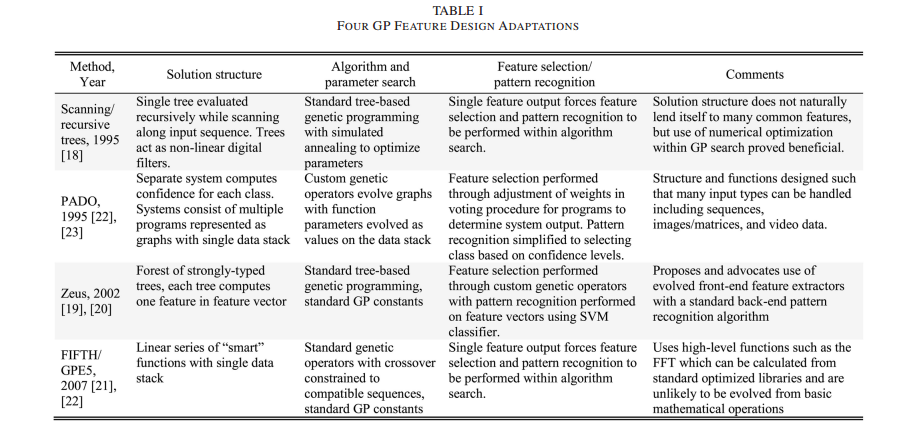 TABLE I
FOUR GP FEATURE DESIGN ADAPTATIONS
Method,
Year
Solution structure
Algorithm and
parameter search
Feature selection/
pattern recognition
Comments
Scanning/
recursive
trees, 1995
[18]
Single tree evaluated
recursively while scanning
along input sequence. Trees
act as non-linear digital
filters.
Standard tree-based
genetic programming
with simulated
annealing to optimize
parameters
Single feature output forces feature
selection and pattern recognition to
be performed within algorithm
search.
Solution structure does not naturally
lend itself to many common features,
but use of numerical optimization
within GP search proved beneficial.
PADO,
1995 [22],
[23]
Separate system computes
confidence for each class.
Systems consist of multiple
programs represented as
graphs with single data stack
Custom genetic
operators evolve graphs
with function
parameters evolved as
values on the data stack
Feature selection performed
through adjustment of weights in
voting procedure for programs to
determine system output. Pattern
recognition simplified to selecting
class based on confidence levels.
Structure and functions designed such
that many input types can be handled
including sequences,
images/matrices, and video data.
Zeus, 2002
[19], [20]
Forest of strongly-typed
trees, each tree computes
one feature in feature vector
Standard tree-based
genetic programming,
standard GP constants
Feature selection performed
through custom genetic operators
with pattern recognition performed
on feature vectors using SVM
classifier.
Proposes and advocates use of
evolved front-end feature extractors
with a standard back-end pattern
recognition algorithm
FIFTH/
GPE5,
2007 [21],
[22]
Linear series of “smart”
functions with single data
stack
Standard genetic
operators with crossover
constrained to
compatible sequences,
standard GP constants
Single feature output forces feature
selection and pattern recognition to
be performed within algorithm
search.
Uses high-level functions such as the
FFT which can be calculated from
standard optimized libraries and are
unlikely to be evolved from basic
mathematical operations